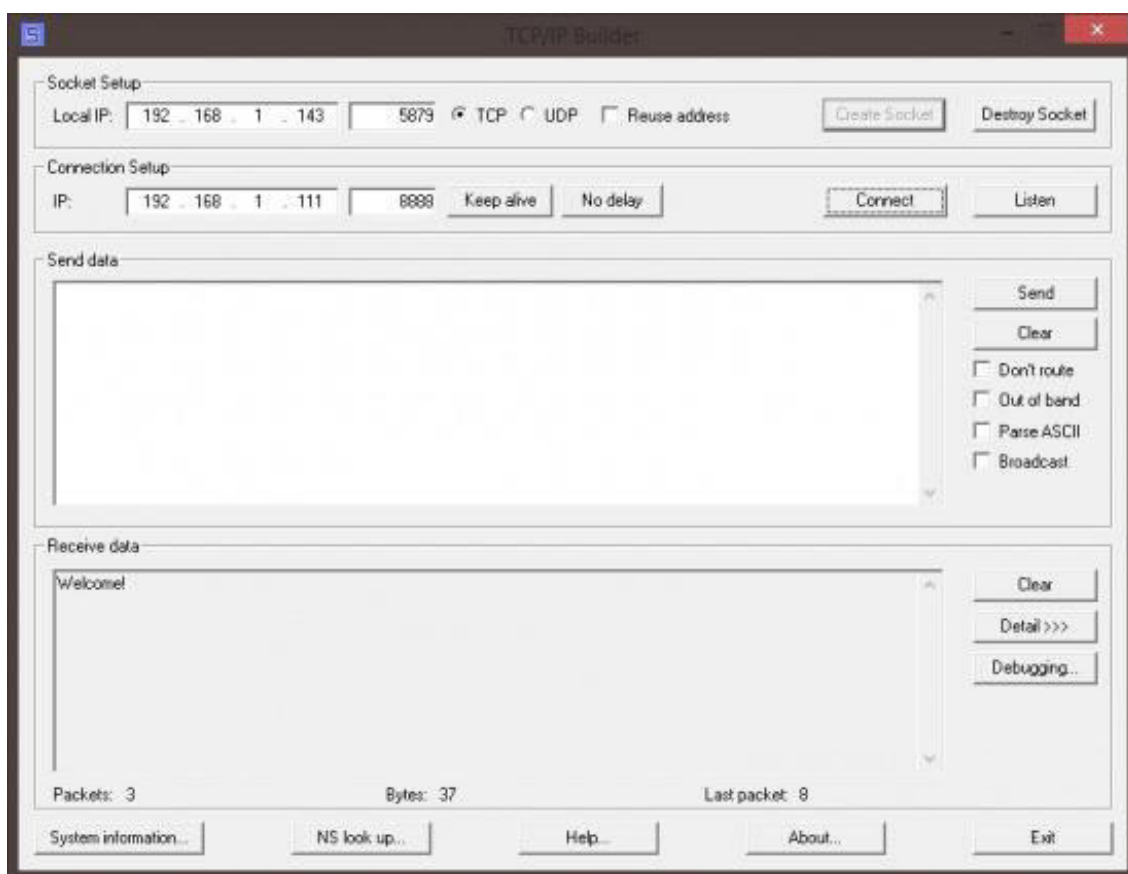 TCP/IP Builder
Socket Setup
Local IP: 192 . 168 . 1 . 143 5879 TCP UDP Reuse address Create Socket Destroy Socket
Connection Setup
IP: 192 . 168 . 1 . 111 8888 Keep alive No delay Connect Listen
Send data
Send
Clear
Don't route
Out of band
Parse ASCII
Broadcast
Receive data
Welcome!
Clear
Detail >>>
Debugging...
Packets: 3 Bytes: 37 Last packet: 8
System information... NS look up... Help... About... Exit